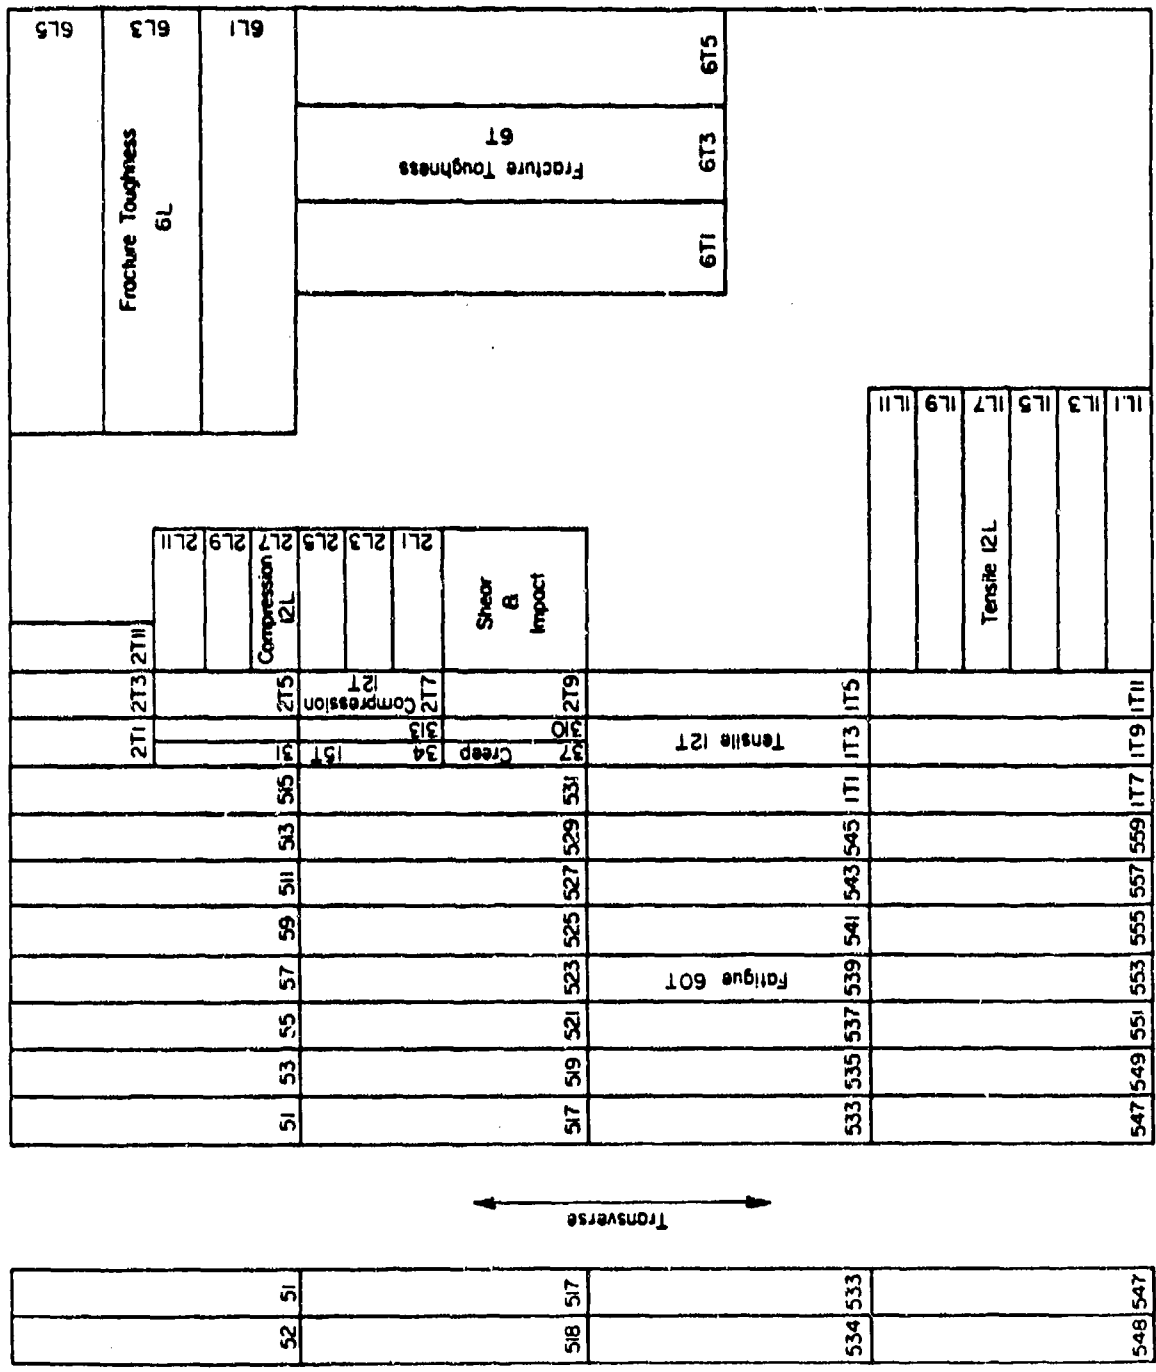 6L5
6L3
6L1
Fracture Toughness
6L
6T5
6T3
6T1
Fracture Toughness
6T
1L11
1L9
1L7
1L5
1L3
1L1
Tensile 12L
2L11
2L9
2L7
2L5
2L3
2L1
Compression
12L
Shear
&
Impact
2T11
2T3
2T1
2T5
2T7
2T9
Compression
12T
313
310
31
34
37
Creep
15T
1T5
1T3
1T1
Tensile 12T
1T11
1T9
1T7
515
531
513
529
545
559
511
527
543
557
59
525
541
555
57
523
539
553
Fatigue 60T
55
521
537
551
53
519
535
549
51
517
533
547
Transverse
51
517
533
547
52
518
534
548